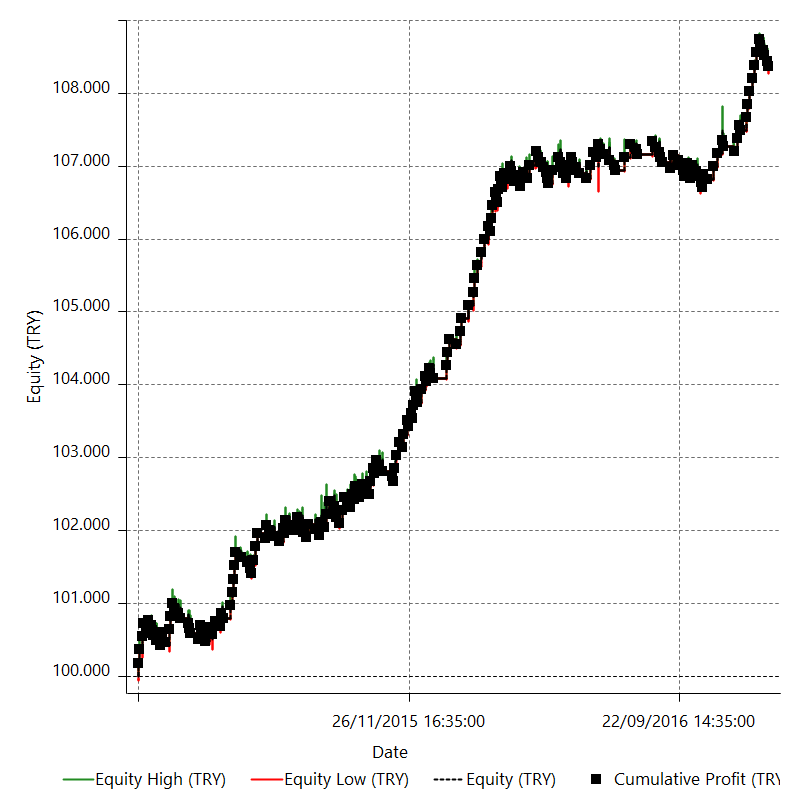 108.000
107.000
106.000
105.000
104.000
103.000
102.000
101.000
100.000
Equity (TRY)
26/11/2015 16:35:00 22/09/2016 14:35:00
Date
Equity High (TRY) Equity Low (TRY) Equity (TRY) Cumulative Profit (TRY